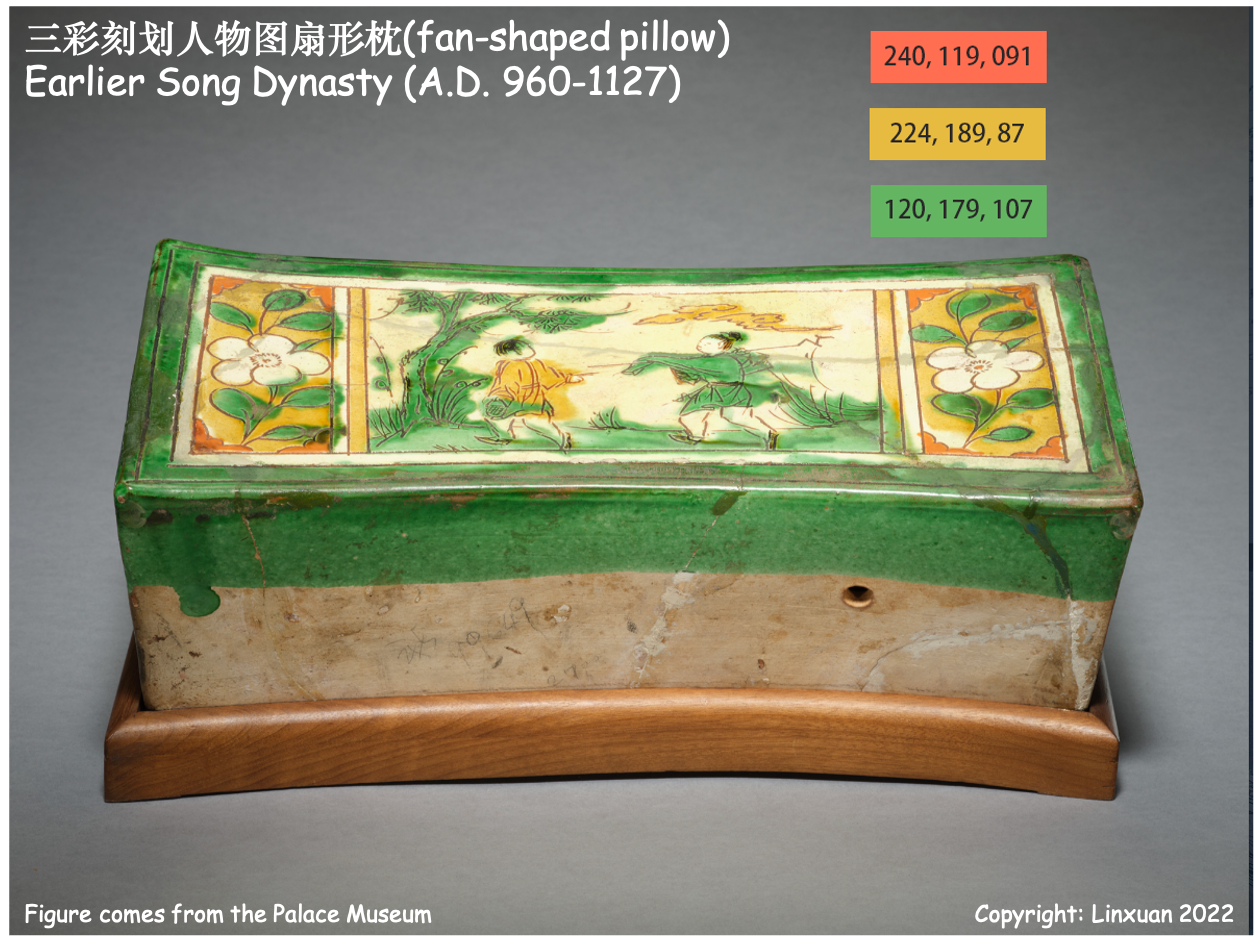 三彩刻划人物图扇形枕(fan-shaped pillow)
Earlier Song Dynasty (A.D. 960-1127)
240, 119, 091
224, 189, 87
120, 179, 107
Figure comes from the Palace Museum
Copyright: Linxuan 2022